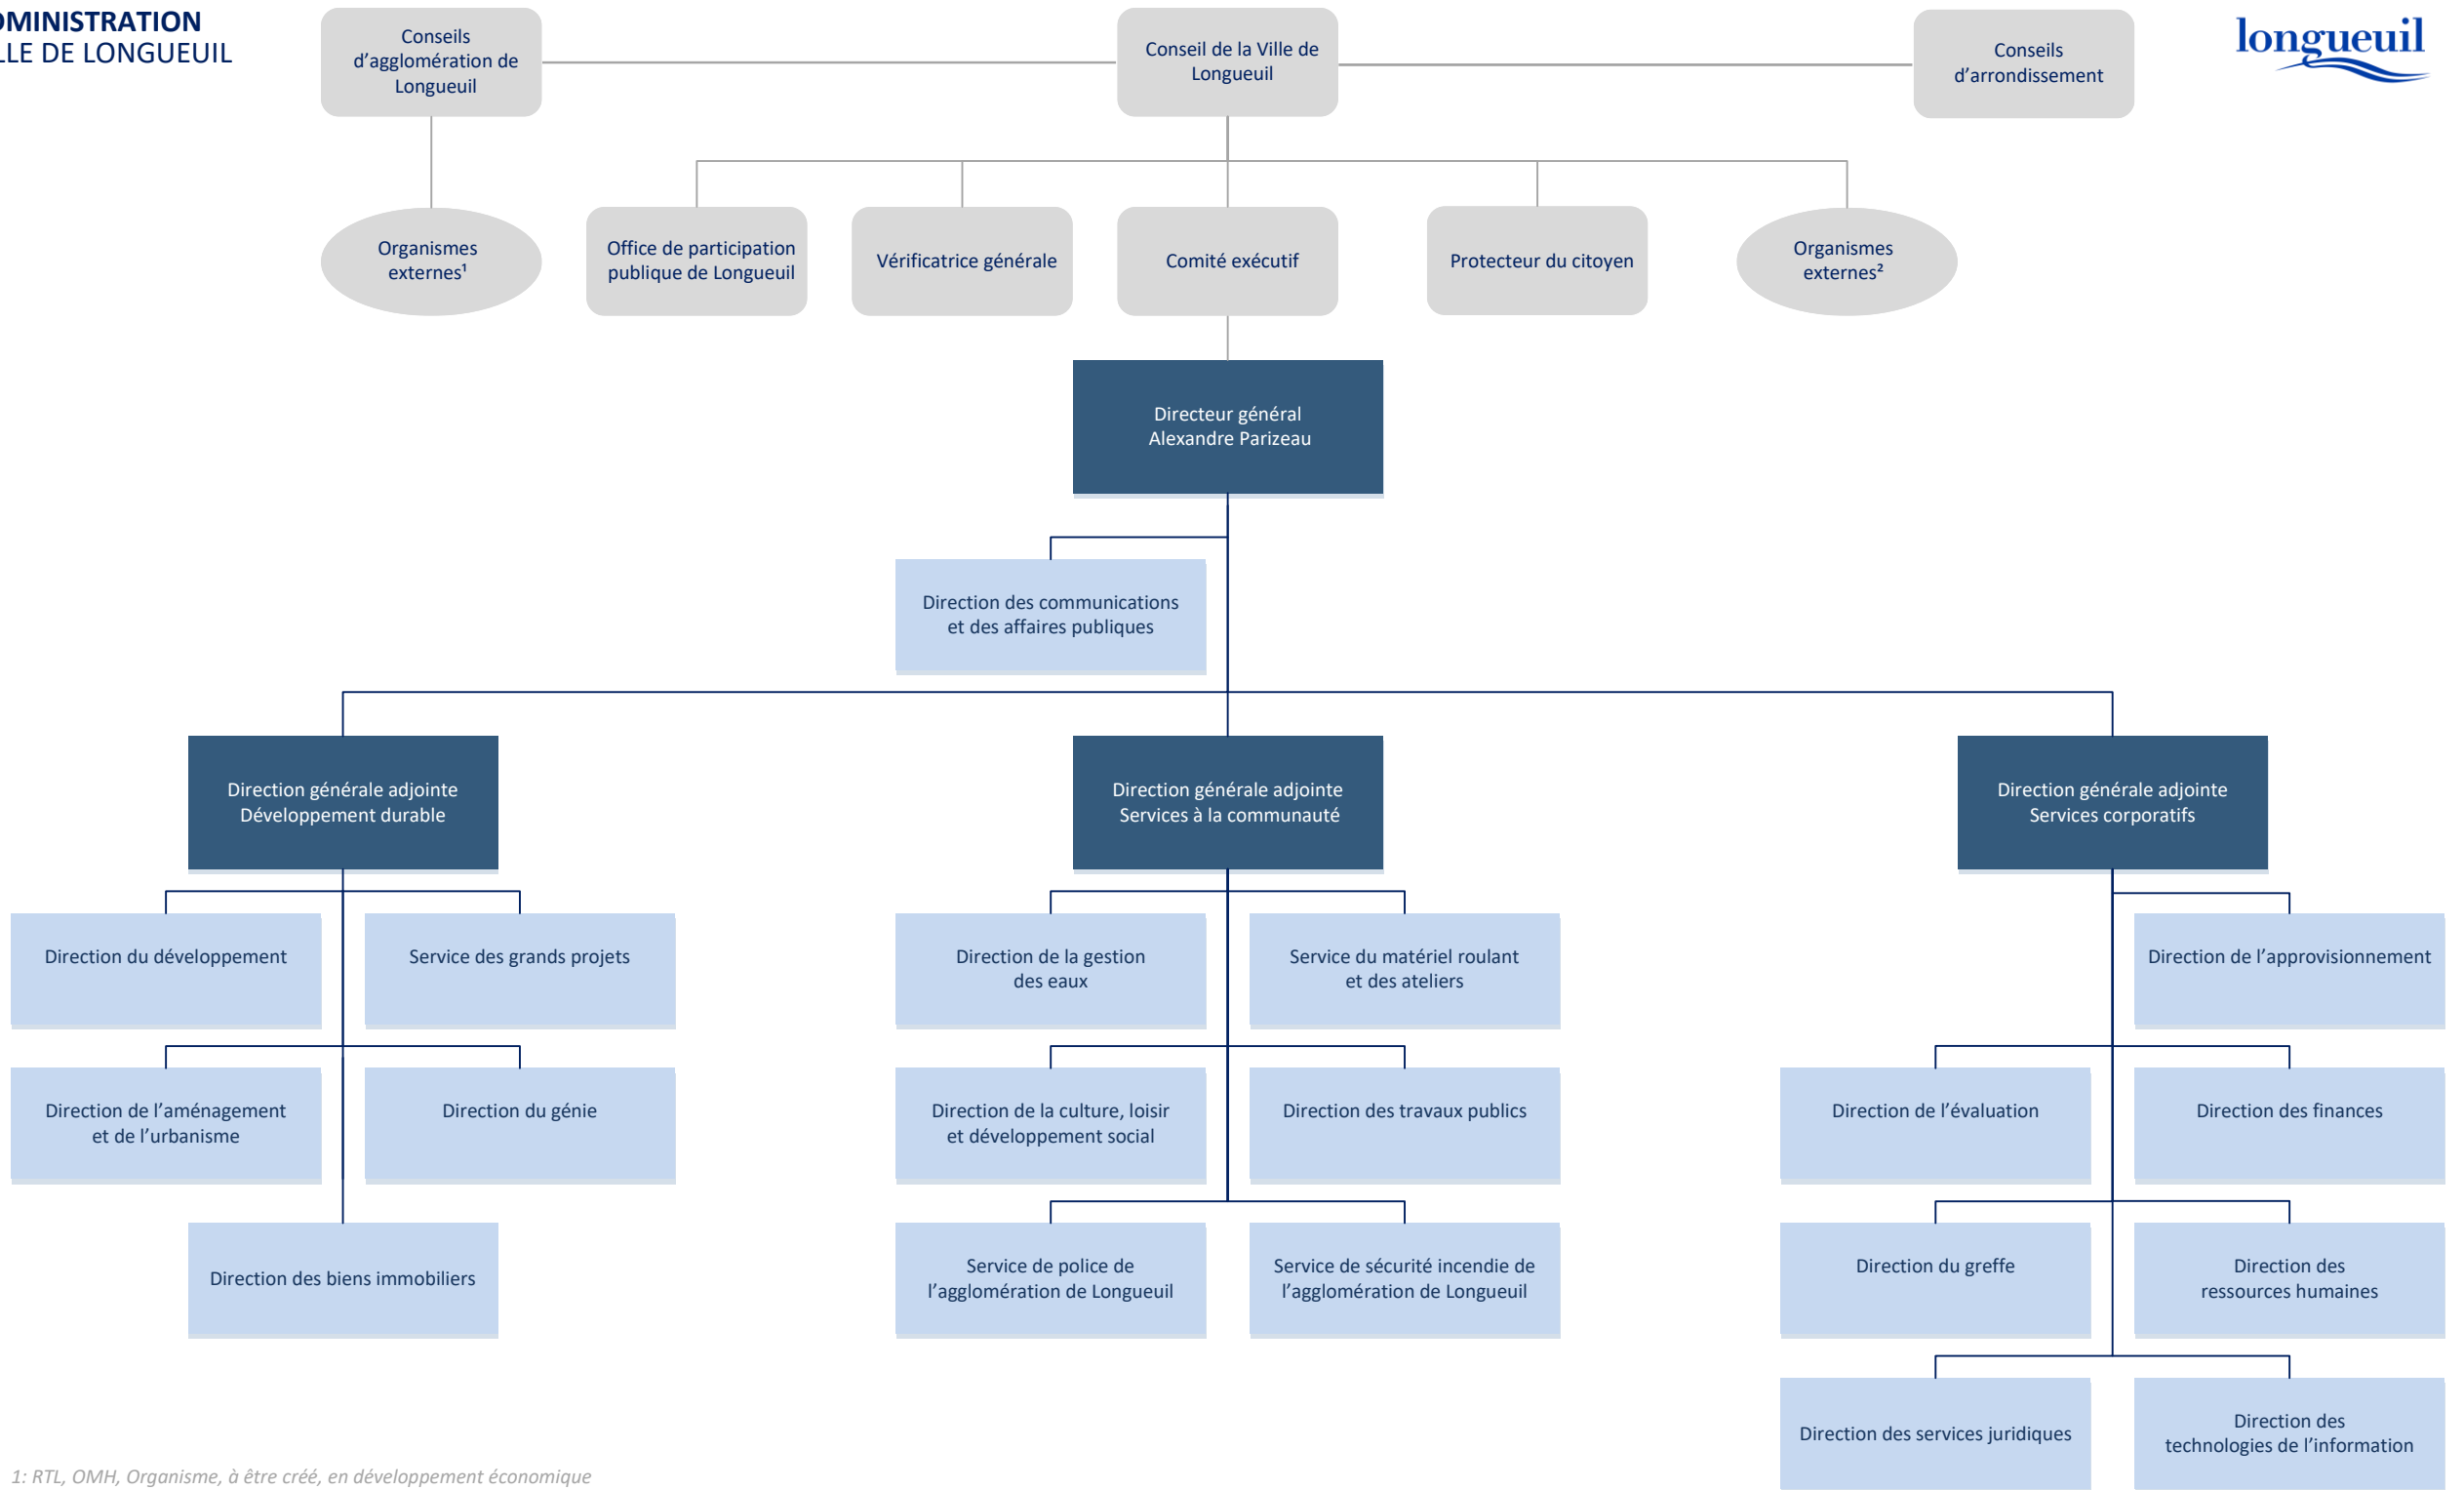 DMINISTRATION
LLE DE LONGUEUIL
Conseils
d’agglomération de
Longueuil
Conseil de la Ville de
Longueuil
Conseils
d’arrondissement
longueuil
Organismes
externes¹
Office de participation
publique de Longueuil
Vérificatrice générale
Comité exécutif
Protecteur du citoyen
Organismes
externes²
Directeur général
Alexandre Parizeau
Direction des communications
et des affaires publiques
Direction générale adjointe
Développement durable
Direction générale adjointe
Services à la communauté
Direction générale adjointe
Services corporatifs
Direction du développement
Service des grands projets
Direction de la gestion
des eaux
Service du matériel roulant
et des ateliers
Direction de l’approvisionnement
Direction de l’aménagement
et de l’urbanisme
Direction du génie
Direction de la culture, loisir
et développement social
Direction des travaux publics
Direction de l’évaluation
Direction des finances
Direction des biens immobiliers
Service de police de
l’agglomération de Longueuil
Service de sécurité incendie de
l’agglomération de Longueuil
Direction du greffe
Direction des
ressources humaines
Direction des services juridiques
Direction des
technologies de l’information
1: RTL, OMH, Organisme, à être créé, en développement économique